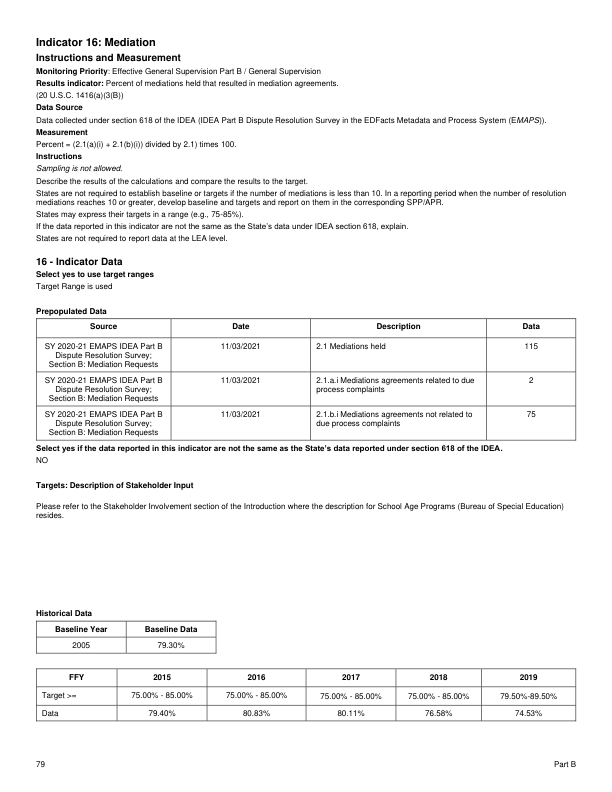 Indicator 16: Mediation
Instructions and Measurement
Monitoring Priority: Effective General Supervision Part B / General Supervision
Results indicator: Percent of mediations held that resulted in mediation agreements.
(20 U.S.C. 1416(a)(3(B))
Data Source
Data collected under section 618 of the IDEA (IDEA Part B Dispute Resolution Survey in the EDFacts Metadata and Process System (EMAPS)).
Measurement
Percent = (2.1(a)(i) + 2.1(b)(i)) divided by 2.1) times 100.
Instructions
Sampling is not allowed.
Describe the results of the calculations and compare the results to the target.
States are not required to establish baseline or targets if the number of mediations is less than 10. In a reporting period when the number of resolution
mediations reaches 10 or greater, develop baseline and targets and report on them in the corresponding SPP/APR.
States may express their targets in a range (e.g., 75-85%).
If the data reported in this indicator are not the same as the State's data under IDEA section 618, explain.
States are not required to report data at the LEA level.
16 - Indicator Data
Select yes to use target ranges
Target Range is used
Prepopulated Data
Source Date Description Data
SY 2020-21 EMAPS IDEA Part B 11/03/2021 2.1 Mediations held 115
Dispute Resolution Survey;
Section B: Mediation Requests
SY 2020-21 EMAPS IDEA Part B 11/03/2021 2.1.a.i Mediations agreements related to due 2
Dispute Resolution Survey; process complaints
Section B: Mediation Requests
SY 2020-21 EMAPS IDEA Part B 11/03/2021 2.1.b.i Mediations agreements not related to 75
Dispute Resolution Survey; due process complaints
Section B: Mediation Requests
Select yes if the data reported in this indicator are not the same as the State's data reported under section 618 of the IDEA.
NO
Targets: Description of Stakeholder Input
Please refer to the Stakeholder Involvement section of the Introduction where the description for School Age Programs (Bureau of Special Education)
resides.
Historical Data
Baseline Year Baseline Data
2005 79.30%
FFY 2015 2016 2017 2018 2019
Target >= 75.00% - 85.00% 75.00% - 85.00% 75.00% - 85.00% 75.00% - 85.00% 79.50%-89.50%
Data 79.40% 80.83% 80.11% 76.58% 74.53%
79 Part B